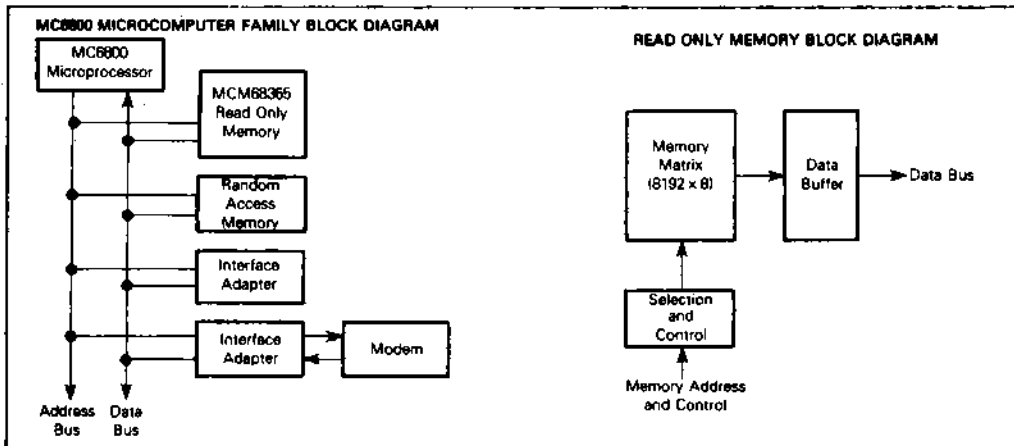 MC6800 MICROCOMPUTER FAMILY BLOCK DIAGRAM
MC6800
Microprocessor
MCM68365
Read Only
Memory
Random
Access
Memory
Interface
Adapter
Interface
Adapter
Modem
Address
Bus
Data
Bus
READ ONLY MEMORY BLOCK DIAGRAM
Memory
Matrix
(8192 × 8)
Data
Buffer
Data Bus
Selection
and
Control
Memory Address
and Control